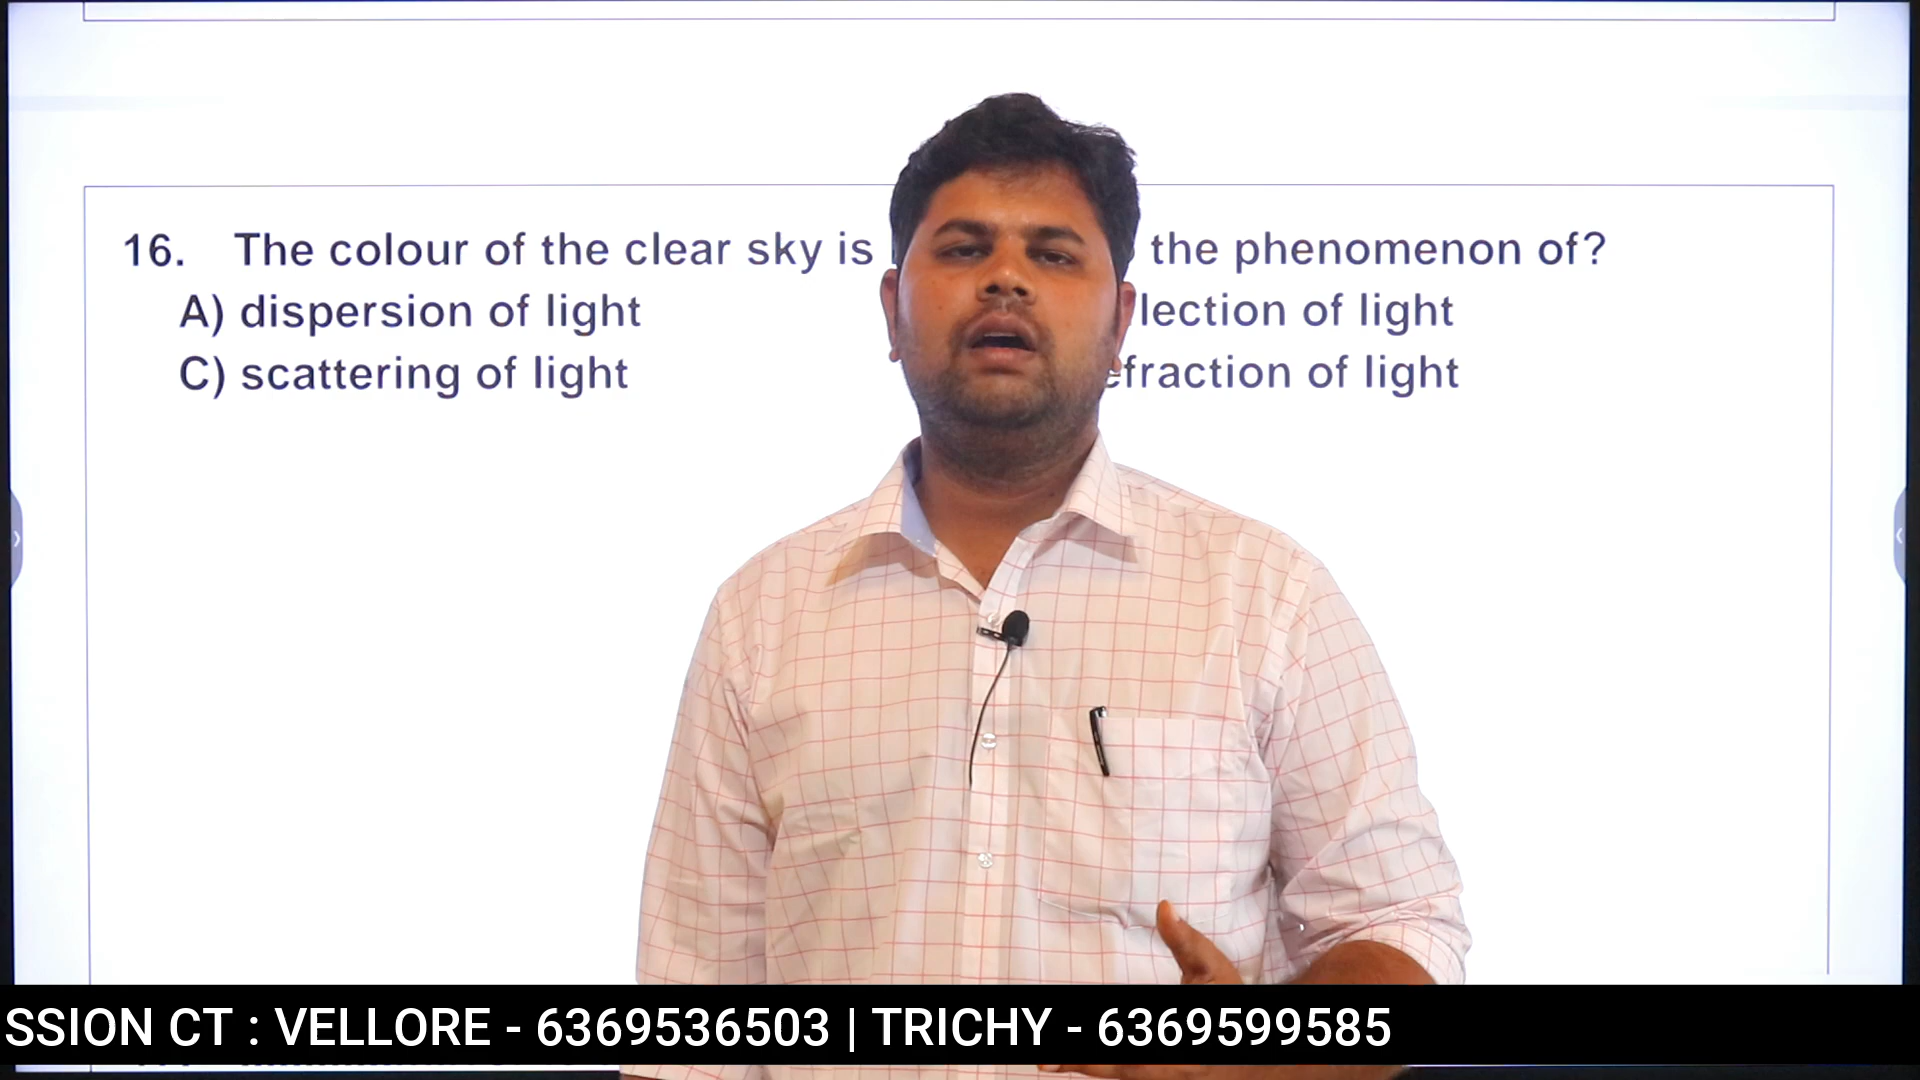 16. The colour of the clear sky is the phenomenon of?
A) dispersion of light lection of light
C) scattering of light efraction of light
SSION CT : VELLORE - 6369536503 | TRICHY - 6369599585